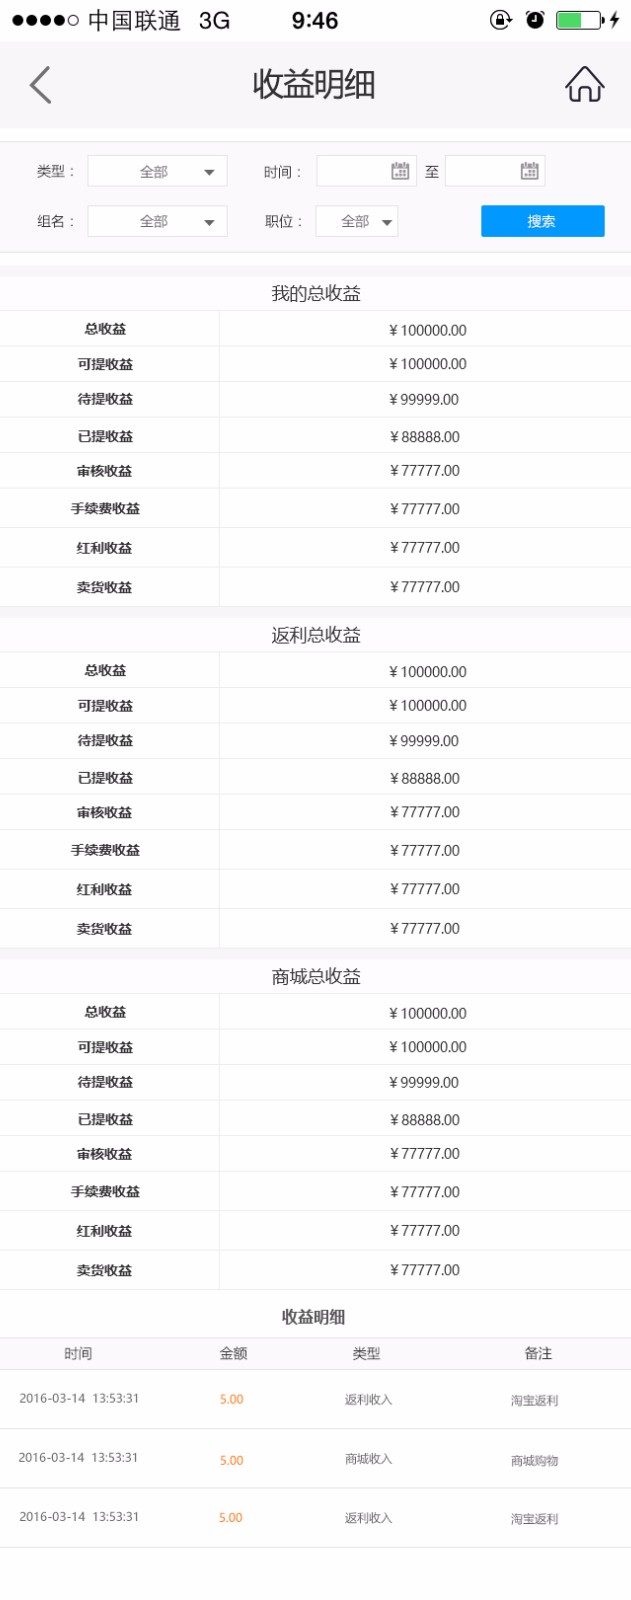 中国联通 3G 9:46
收益明细
类型： 全部 时间： 至
组名： 全部 职位： 全部 搜索
我的总收益
总收益 ￥100000.00
可提收益 ￥100000.00
待提收益 ￥99999.00
已提收益 ￥88888.00
审核收益 ￥77777.00
手续费收益 ￥77777.00
红利收益 ￥77777.00
卖货收益 ￥77777.00
返利总收益
总收益 ￥100000.00
可提收益 ￥100000.00
待提收益 ￥99999.00
已提收益 ￥88888.00
审核收益 ￥77777.00
手续费收益 ￥77777.00
红利收益 ￥77777.00
卖货收益 ￥77777.00
商城总收益
总收益 ￥100000.00
可提收益 ￥100000.00
待提收益 ￥99999.00
已提收益 ￥88888.00
审核收益 ￥77777.00
手续费收益 ￥77777.00
红利收益 ￥77777.00
卖货收益 ￥77777.00
收益明细
时间 金额 类型 备注
2016-03-14 13:53:31 5.00 返利收入 淘宝返利
2016-03-14 13:53:31 5.00 商城收入 商城购物
2016-03-14 13:53:31 5.00 返利收入 淘宝返利